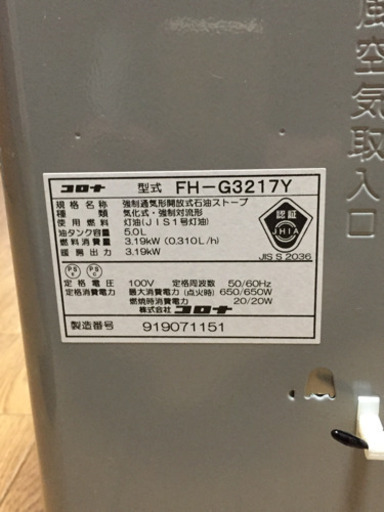 コロナ 型式 FH-G3217Y
規格名称 強制通気形開放式石油ストーブ
種類 気化式・強制対流形
使用燃料 灯油(JIS1号灯油)
油タンク容量 5.0L
燃料消費量 3.19kW (0.310L/h)
暖房出力 3.19kW
認証
JHIA
JIS S 2036
PS
E
PS
C
定格電圧 100V 定格周波数 50/60Hz
定格消費電力 最大消費電力(点火時) 650/650W
燃焼時消費電力 20/20W
株式会社 コロナ
製造番号 919071151
風空気取入口